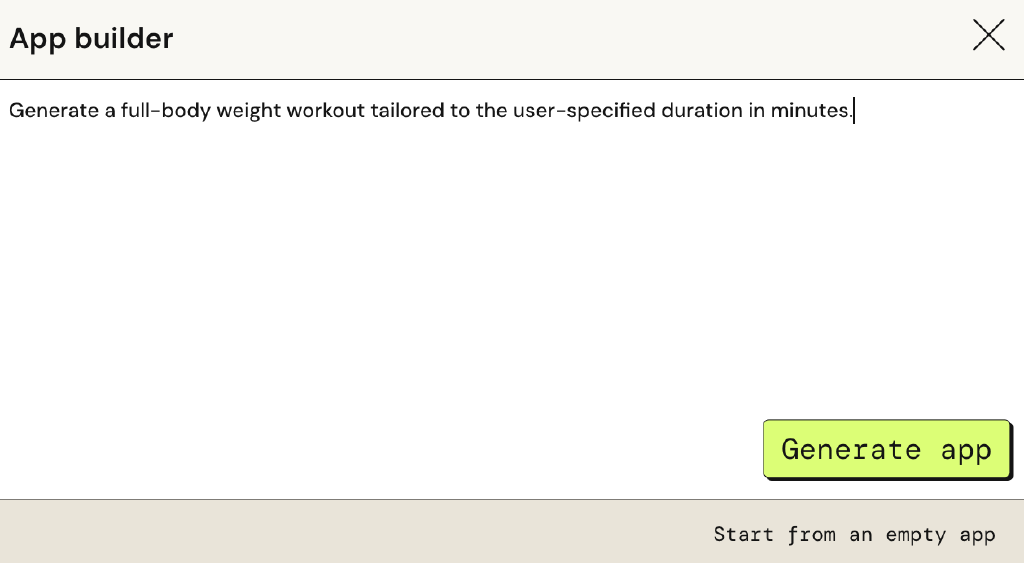 App builder
Generate a full-body weight workout tailored to the user-specified duration in minutes.
Generate app
Start from an empty app